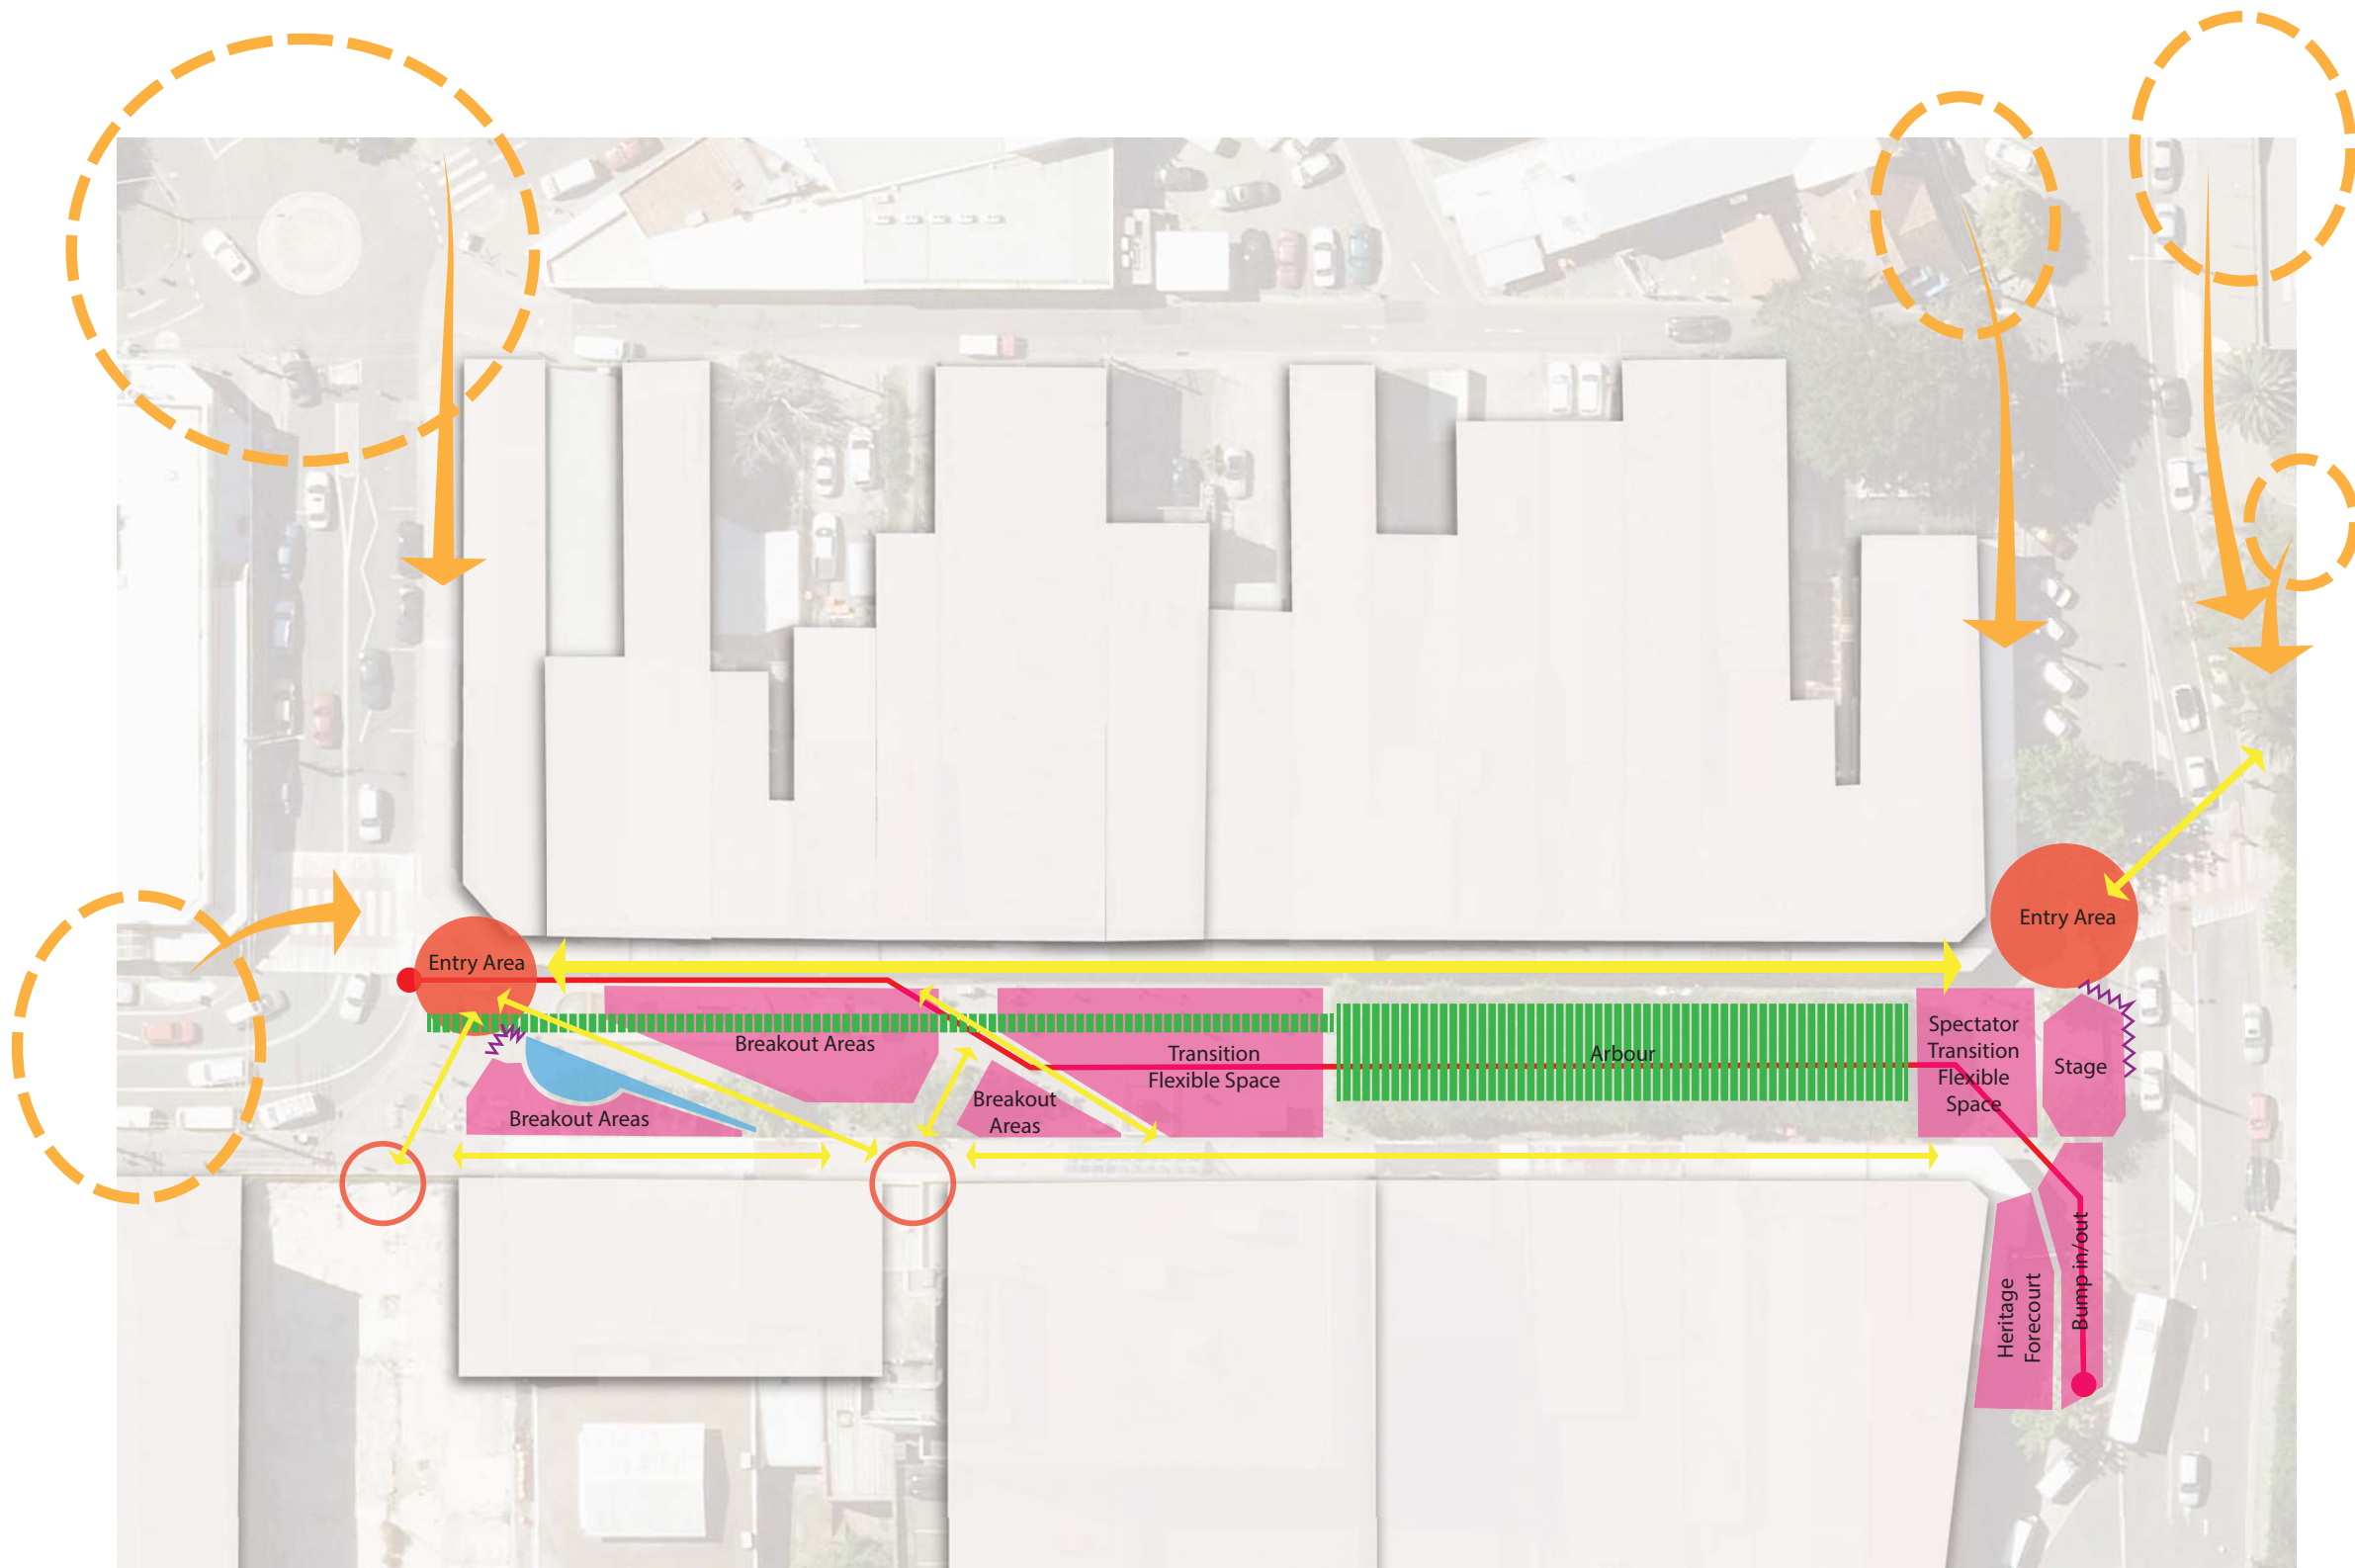 Entry Area
Entry Area
Breakout Areas
Breakout Areas
Breakout
Areas
Transition
Flexible Space
Arbour
Spectator
Transition
Flexible
Space
Stage
Heritage
Forecourt
Bump in/out